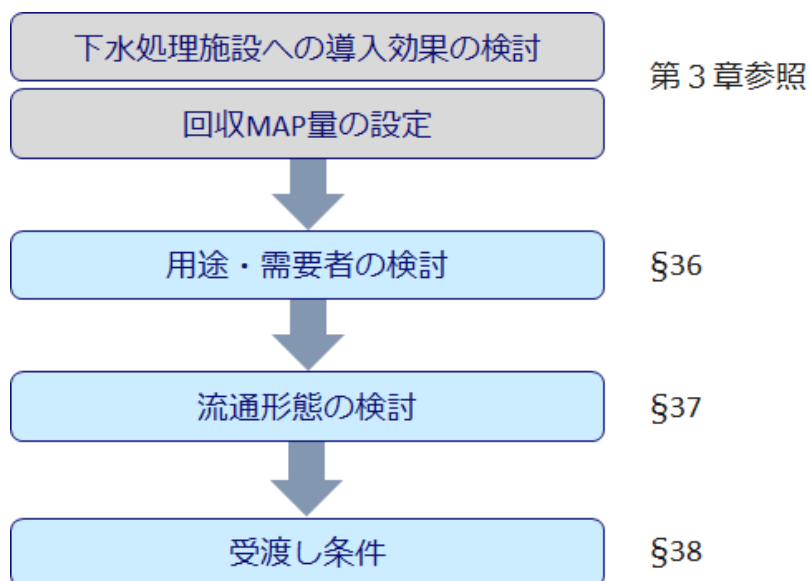 下水処理施設への導入効果の検討
第３章参照
回収MAP量の設定
用途・需要者の検討
§36
流通形態の検討
§37
受渡し条件
§38